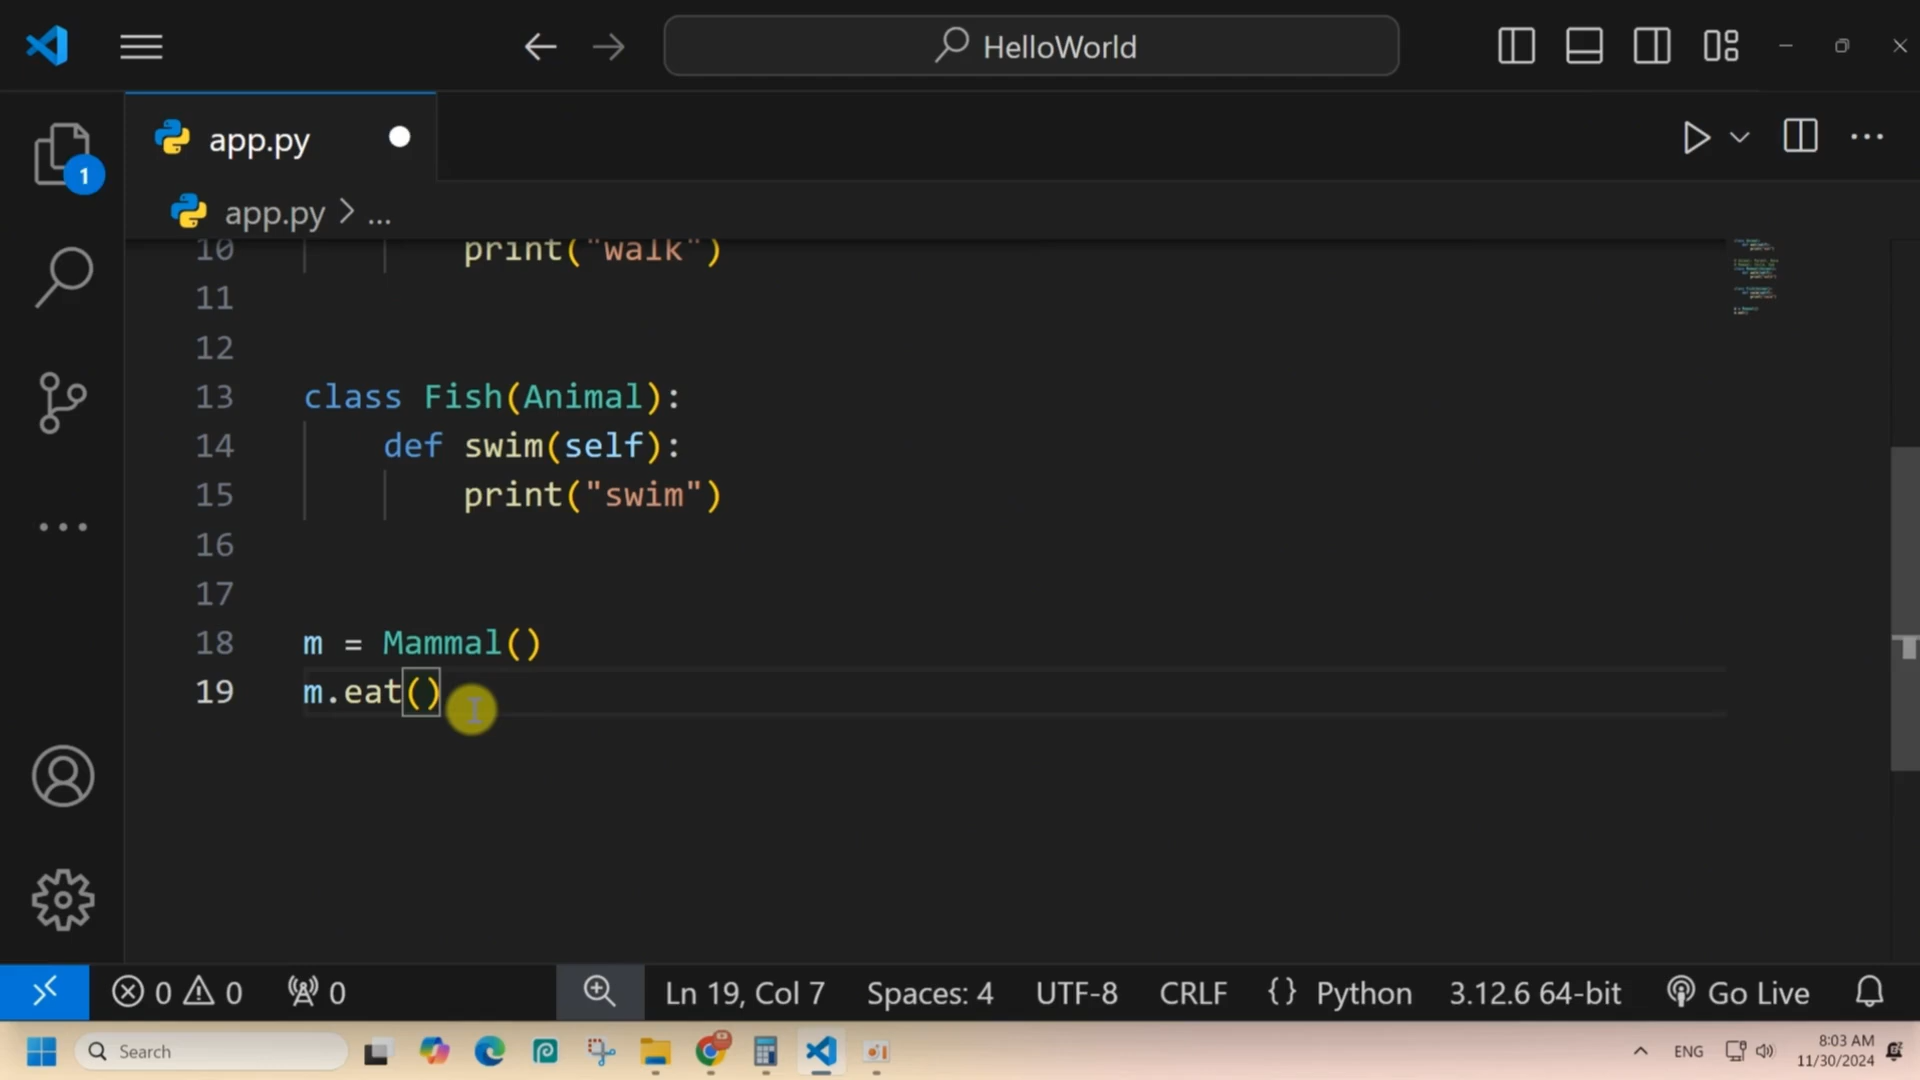 HelloWorld
app.py
1
app.py > ...
10 print("walk")
11
12
13 class Fish(Animal):
14 def swim(self):
15 print("swim")
16
17
18 m = Mammal()
19 m.eat()
0 0 0 Ln 19, Col 7 Spaces: 4 UTF-8 CRLF {} Python 3.12.6 64-bit Go Live
Search ENG 8:03 AM
11/30/2024